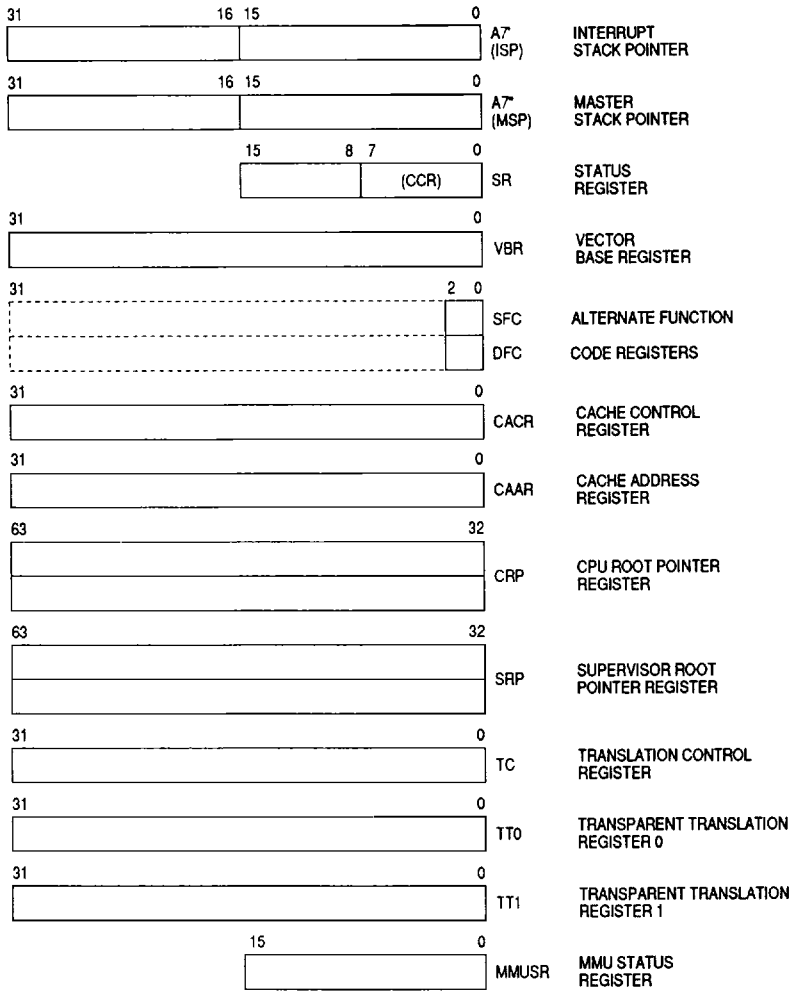 31 16 15 0
A7' INTERRUPT
(ISP) STACK POINTER
31 16 15 0
A7" MASTER
(MSP) STACK POINTER
15 8 7 0
(CCR) SR STATUS
REGISTER
31 0
VBR VECTOR
BASE REGISTER
31 2 0
SFC ALTERNATE FUNCTION
DFC CODE REGISTERS
31 0
CACR CACHE CONTROL
REGISTER
31 0
CAAR CACHE ADDRESS
REGISTER
63 32
CRP CPU ROOT POINTER
REGISTER
63 32
SRP SUPERVISOR ROOT
POINTER REGISTER
31 0
TC TRANSLATION CONTROL
REGISTER
31 0
TT0 TRANSPARENT TRANSLATION
REGISTER 0
31 0
TT1 TRANSPARENT TRANSLATION
REGISTER 1
15 0
MMUSR MMU STATUS
REGISTER